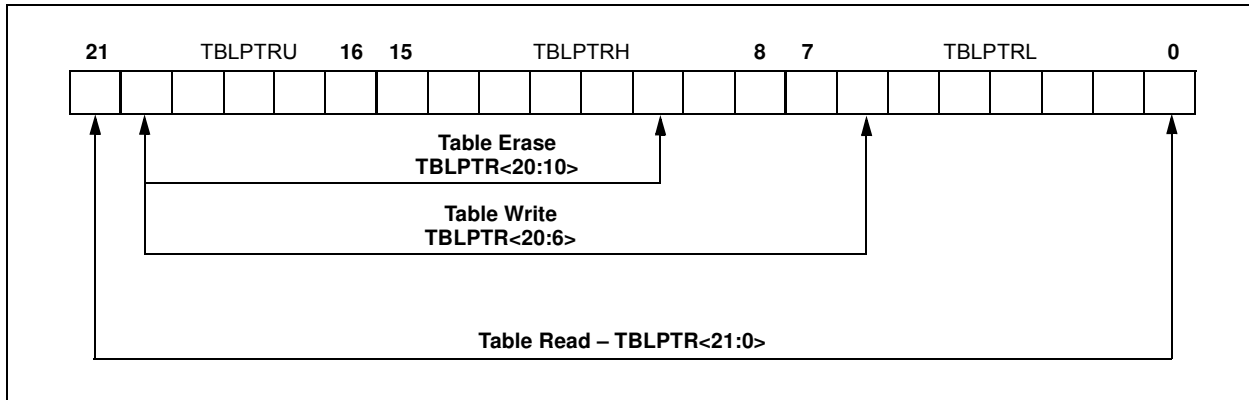 21 TBLPTRU 16 15 TBLPTRH 8 7 TBLPTRL 0
Table Erase
TBLPTR<20:10>
Table Write
TBLPTR<20:6>
Table Read – TBLPTR<21:0>